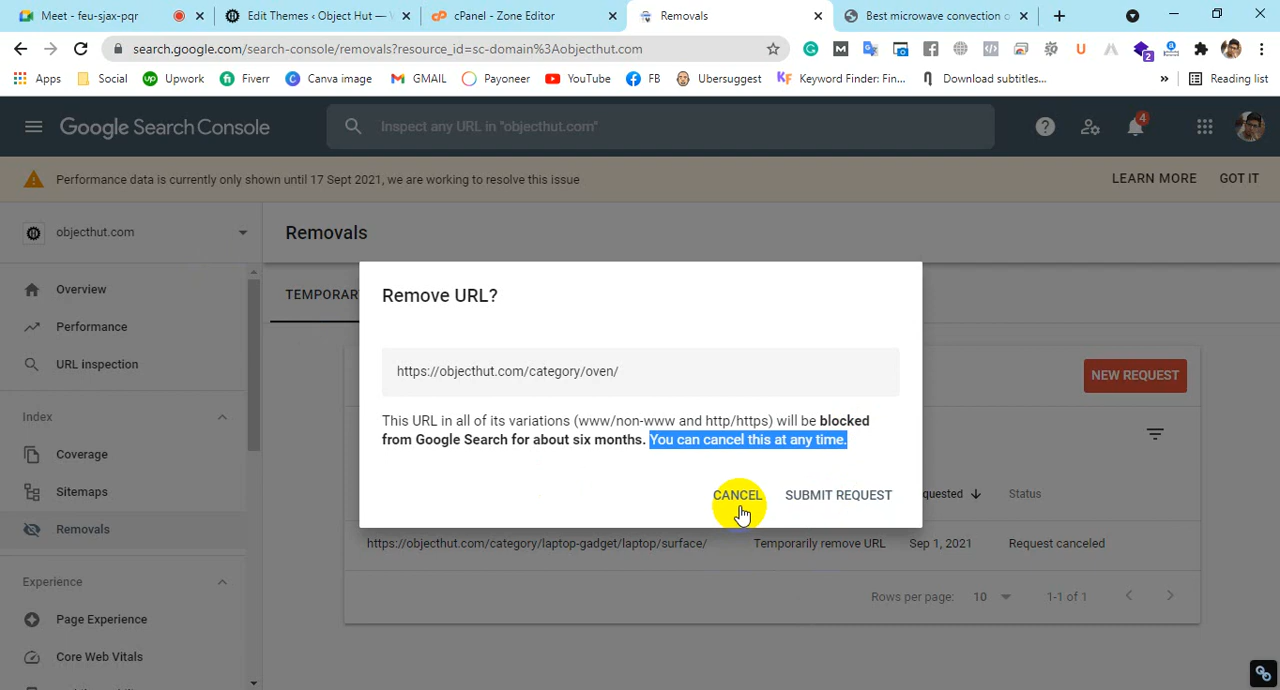 Meet - feu-sjax-pqr
Edit Themes ‹ Object Hut —
cPanel - Zone Editor
Removals
Best microwave convection o
search.google.com/search-console/removals?resource_id=sc-domain%3Aobjecthut.com
Apps
Social
Upwork
Fiverr
Canva image
GMAIL
Payoneer
YouTube
FB
Ubersuggest
Keyword Finder: Fin...
Download subtitles...
»
Reading list
Google Search Console
Inspect any URL in "objecthut.com"
4
Performance data is currently only shown until 17 Sept 2021, we are working to resolve this issue
LEARN MORE
GOT IT
objecthut.com
Removals
Overview
Performance
URL inspection
Index
Coverage
Sitemaps
Removals
Experience
Page Experience
Core Web Vitals
TEMPORAR
Remove URL?
https://objecthut.com/category/oven/
This URL in all of its variations (www/non-www and http/https) will be blocked
from Google Search for about six months. You can cancel this at any time.
CANCEL
SUBMIT REQUEST
NEW REQUEST
quested
Status
https://objecthut.com/category/laptop-gadget/laptop/surface/
Temporarily remove URL
Sep 1, 2021
Request canceled
Rows per page:
10
1-1 of 1